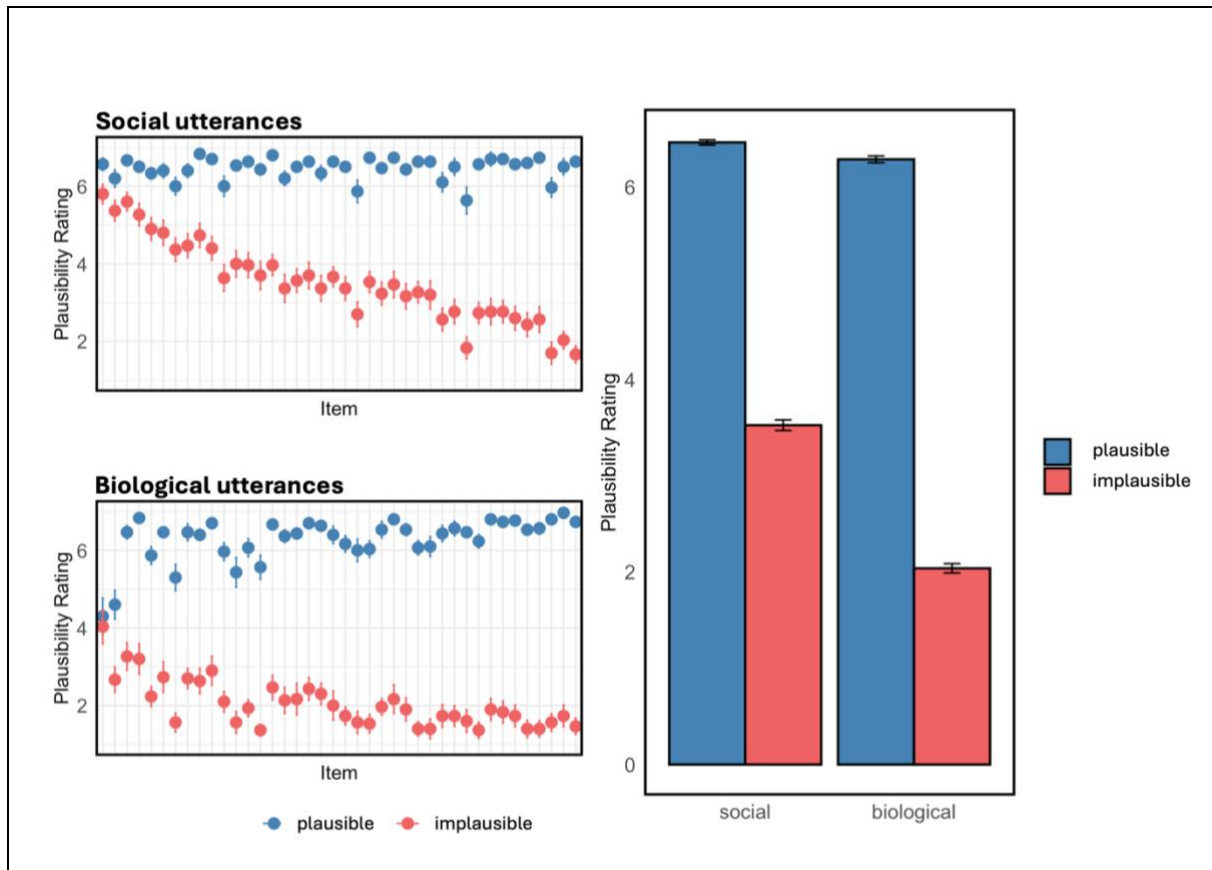 Social utterances
Plausibility Rating
6
4
2
Item
Biological utterances
Plausibility Rating
6
4
2
Item
plausible implausible
Plausibility Rating
6
4
2
0
social biological
plausible
implausible